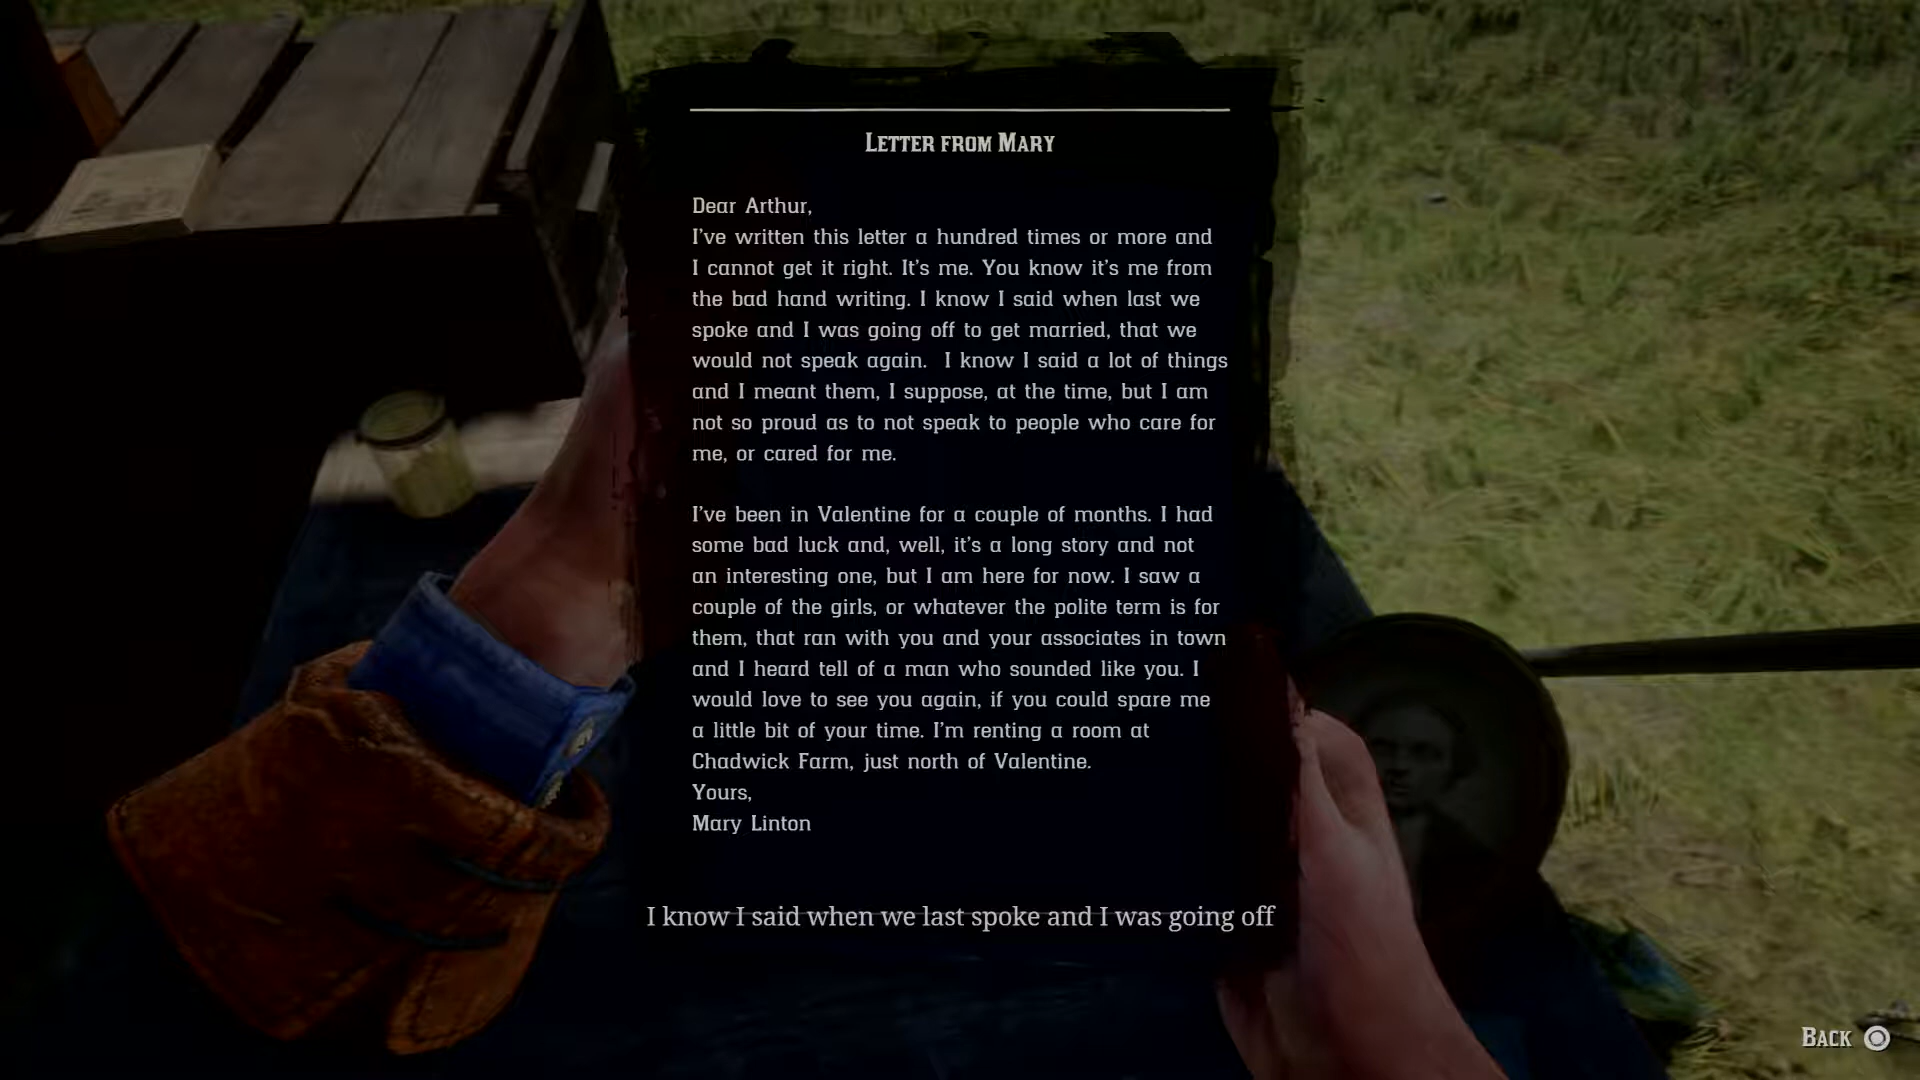 LETTER FROM MARY
Dear Arthur,
I've written this letter a hundred times or more and
I cannot get it right. It's me. You know it's me from
the bad hand writing. I know I said when last we
spoke and I was going off to get married, that we
would not speak again.  I know I said a lot of things
and I meant them, I suppose, at the time, but I am
not so proud as to not speak to people who care for
me, or cared for me.
I've been in Valentine for a couple of months. I had
some bad luck and, well, it's a long story and not
an interesting one, but I am here for now. I saw a
couple of the girls, or whatever the polite term is for
them, that ran with you and your associates in town
and I heard tell of a man who sounded like you. I
would love to see you again, if you could spare me
a little bit of your time. I'm renting a room at
Chadwick Farm, just north of Valentine.
Yours,
Mary Linton
I know I said when we last spoke and I was going off
BACK